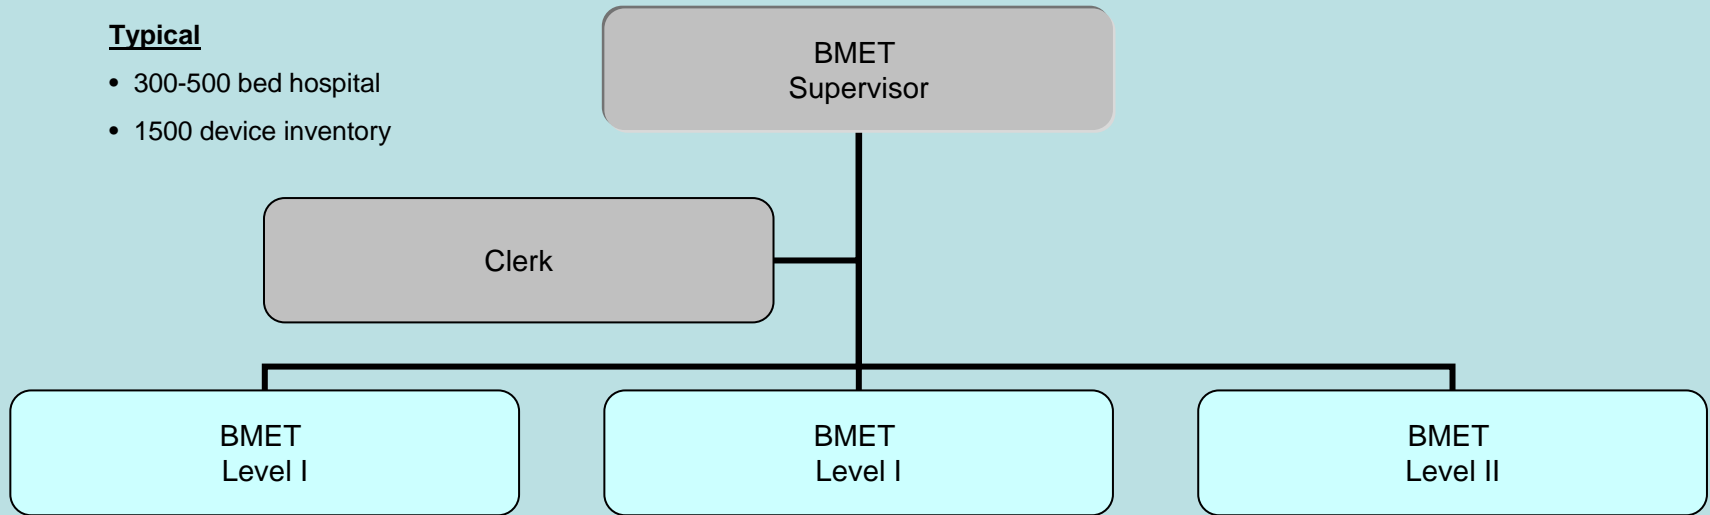 Typical
• 300-500 bed hospital
• 1500 device inventory
BMET
Supervisor
Clerk
BMET
Level I
BMET
Level I
BMET
Level II